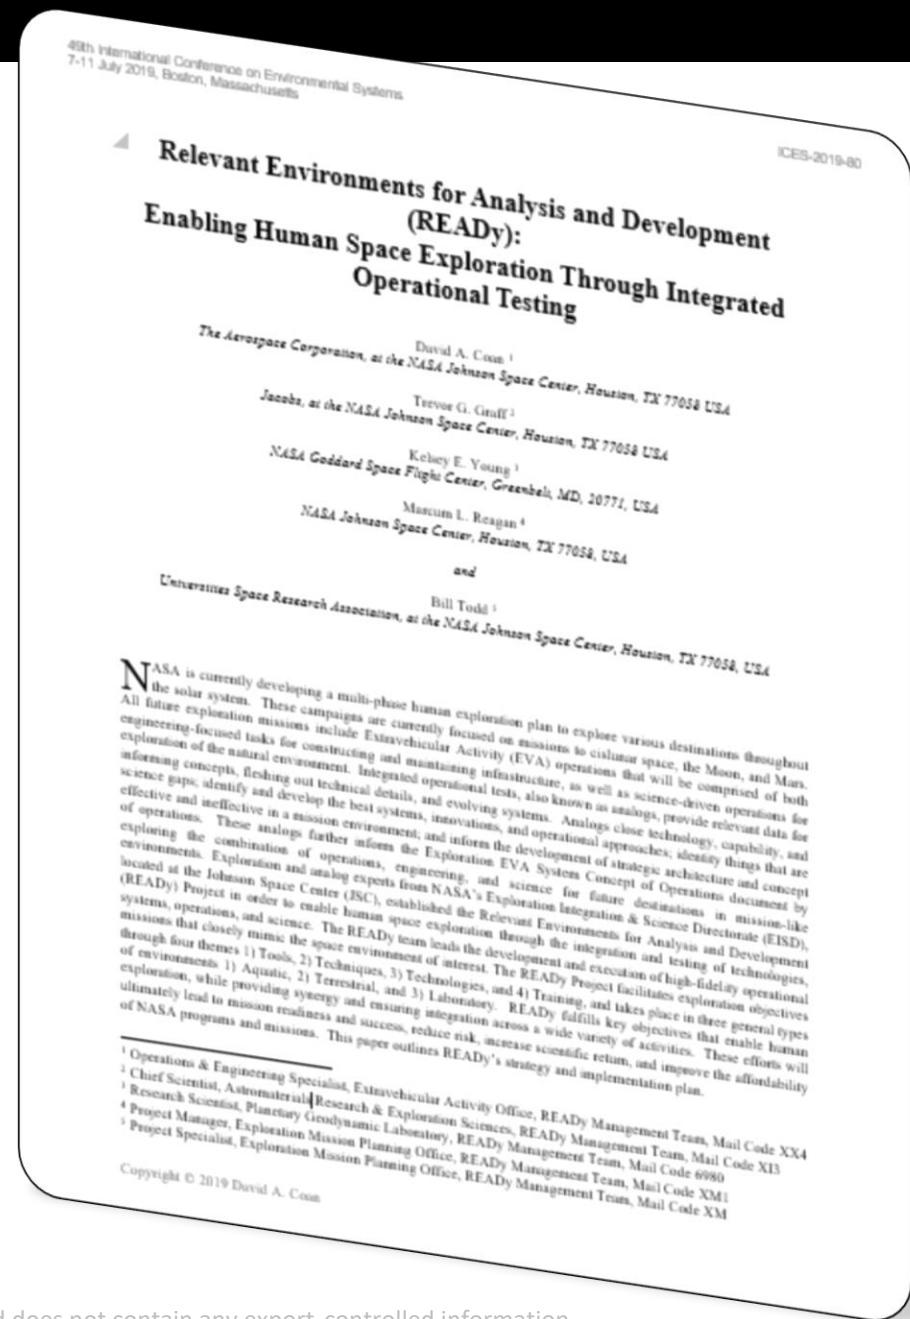 49th International Conference on Environmental Systems
7-11 July 2019, Boston, Massachusetts
ICES-2019-80
Relevant Environments for Analysis and Development
(READy):
Enabling Human Space Exploration Through Integrated
Operational Testing
David A. Coan 1
The Aerospace Corporation, at the NASA Johnson Space Center, Houston, TX 77058 USA
Trevor G. Graff 2
Jacobs, at the NASA Johnson Space Center, Houston, TX 77058 USA
Kelsey E. Young 3
NASA Goddard Space Flight Center, Greenbelt, MD, 20771, USA
Marcum L. Reagan 4
NASA Johnson Space Center, Houston, TX 77058, USA
and
Bill Todd 5
Universities Space Research Association, at the NASA Johnson Space Center, Houston, TX 77058, USA
NASA is currently developing a multi-phase human exploration plan to explore various destinations throughout
the solar system. These campaigns are currently focused on missions to cislunar space, the Moon, and Mars.
All future exploration missions include Extravehicular Activity (EVA) operations that will be comprised of both
engineering-focused tasks for constructing and maintaining infrastructure, as well as science-driven operations for
exploration of the natural environment. Integrated operational tests, also known as analogs, provide relevant data for
informing concepts, fleshing out technical details, and evolving systems. Analogs close technology, capability, and
science gaps; identify and develop the best systems, innovations, and operational approaches; identify things that are
effective and ineffective in a mission environment; and inform the development of strategic architecture and concept
of operations. These analogs further inform the Exploration EVA System Concept of Operations document by
exploring the combination of operations, engineering, and science for future destinations in mission-like
environments. Exploration and analog experts from NASA's Exploration Integration & Science Directorate (EISD),
located at the Johnson Space Center (JSC), established the Relevant Environments for Analysis and Development
(READy) Project in order to enable human space exploration through the integration and testing of technologies,
systems, operations, and science. The READy team leads the development and execution of high-fidelity operational
missions that closely mimic the space environment of interest. The READy Project facilitates exploration objectives
through four themes 1) Tools, 2) Techniques, 3) Technologies, and 4) Training, and takes place in three general types
of environments 1) Aquatic, 2) Terrestrial, and 3) Laboratory. READy fulfills key objectives that enable human
exploration, while providing synergy and ensuring integration across a wide variety of activities. These efforts will
ultimately lead to mission readiness and success, reduce risk, increase scientific return, and improve the affordability
of NASA programs and missions. This paper outlines READy's strategy and implementation plan.
1 Operations & Engineering Specialist, Extravehicular Activity Office, READy Management Team, Mail Code XX4
2 Chief Scientist, Astromaterials Research & Exploration Sciences, READy Management Team, Mail Code XI3
3 Research Scientist, Planetary Geodynamic Laboratory, READy Management Team, Mail Code 6980
4 Project Manager, Exploration Mission Planning Office, READy Management Team, Mail Code XM1
5 Project Specialist, Exploration Mission Planning Office, READy Management Team, Mail Code XM
Copyright © 2019 David A. Coan
does not contain any export-controlled information